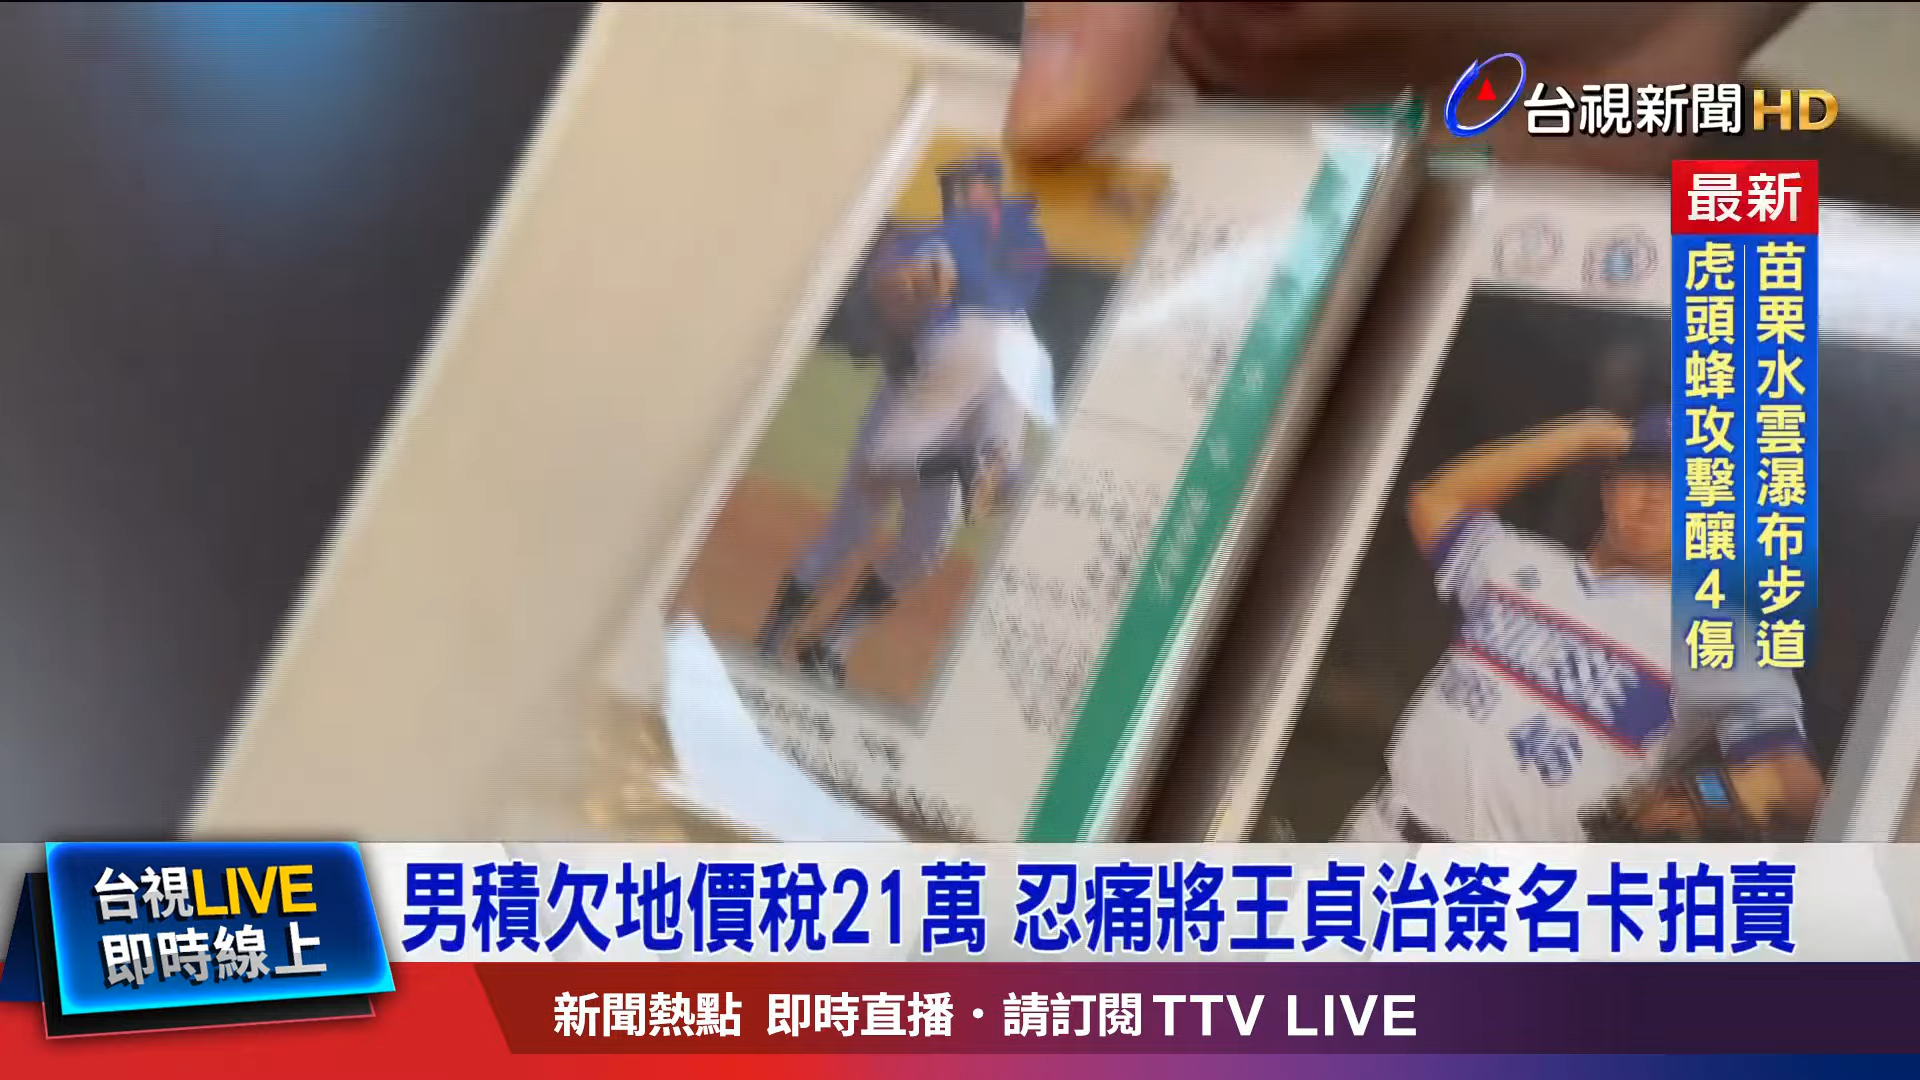 台視新聞HD
最新
苗栗水雲瀑布步道
虎頭蜂攻擊釀4傷
台視LIVE
即時線上
男積欠地價稅21萬 忍痛將王貞治簽名卡拍賣
新聞熱點 即時直播·請訂閱TTV LIVE